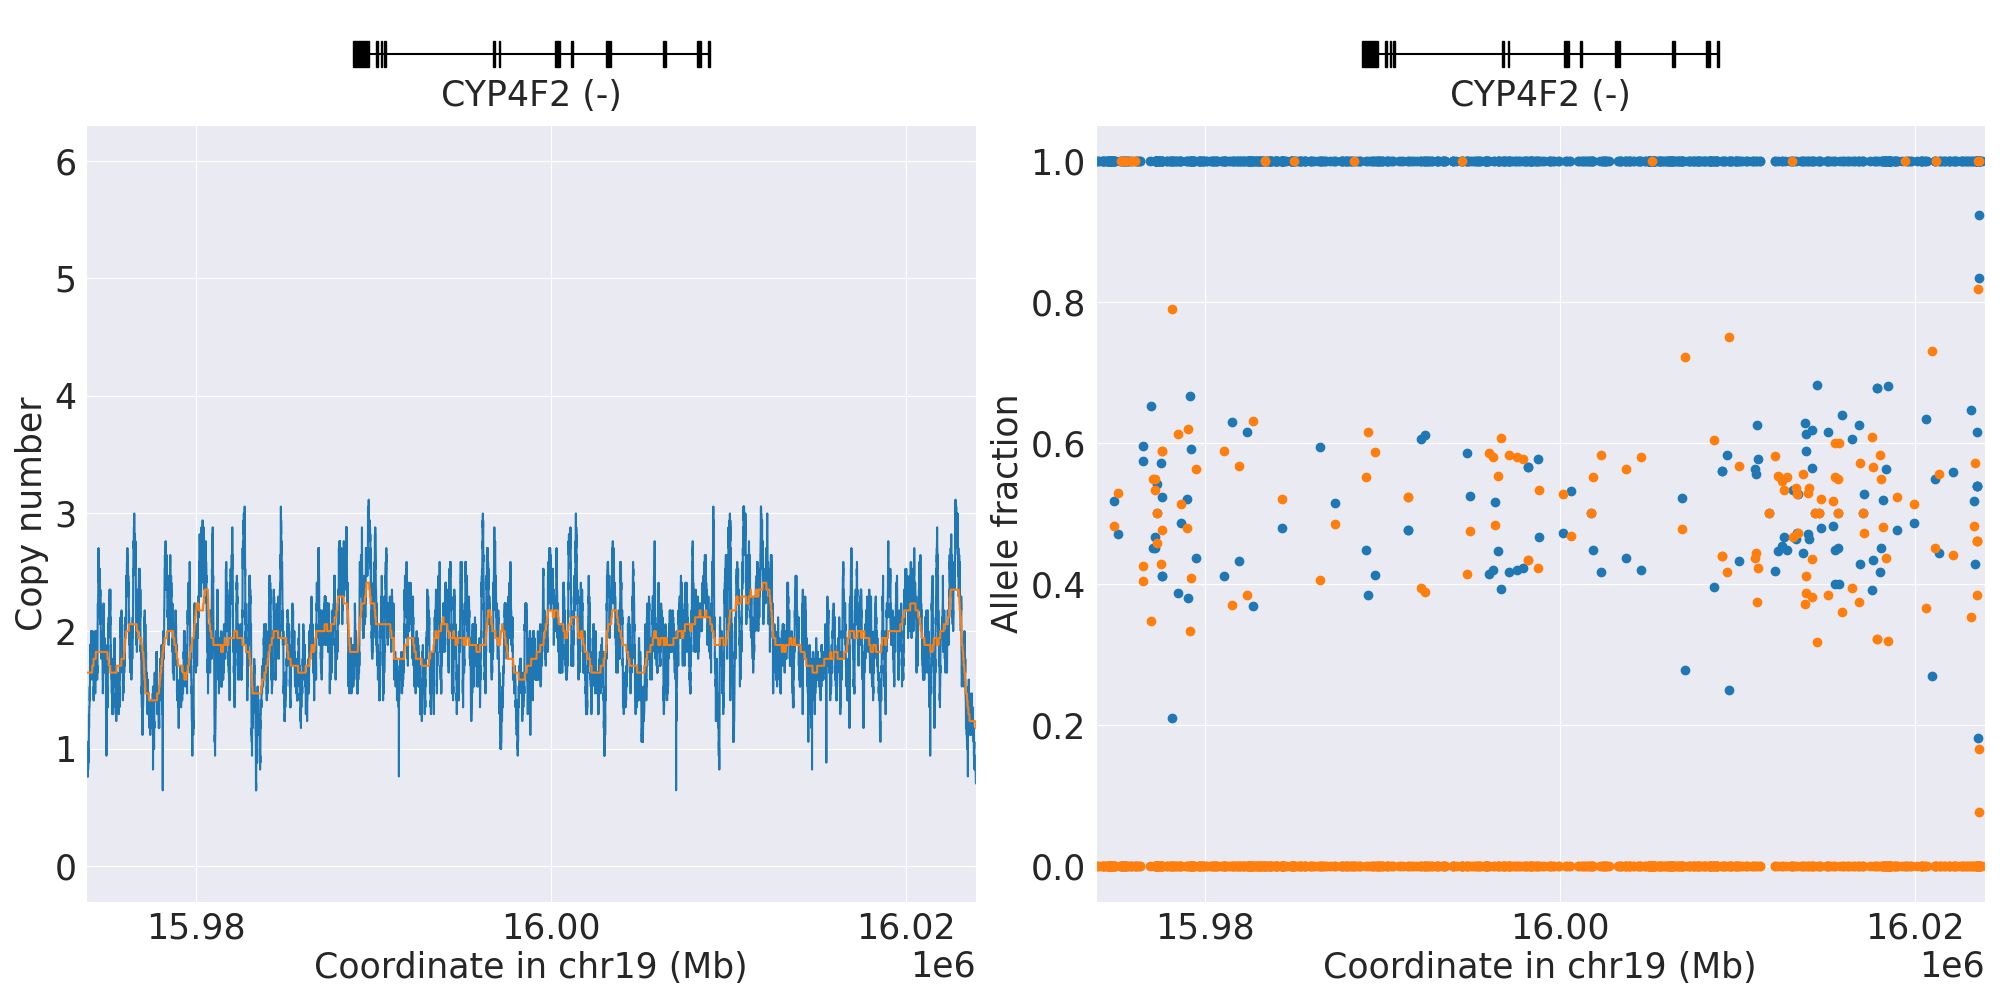 CYP4F2 (-)
6
5
4
3
2
1
0
Copy number
15.98
16.00
16.02
Coordinate in chr19 (Mb)
1e6
CYP4F2 (-)
1.0
0.8
0.6
0.4
0.2
0.0
Allele fraction
15.98
16.00
16.02
Coordinate in chr19 (Mb)
1e6